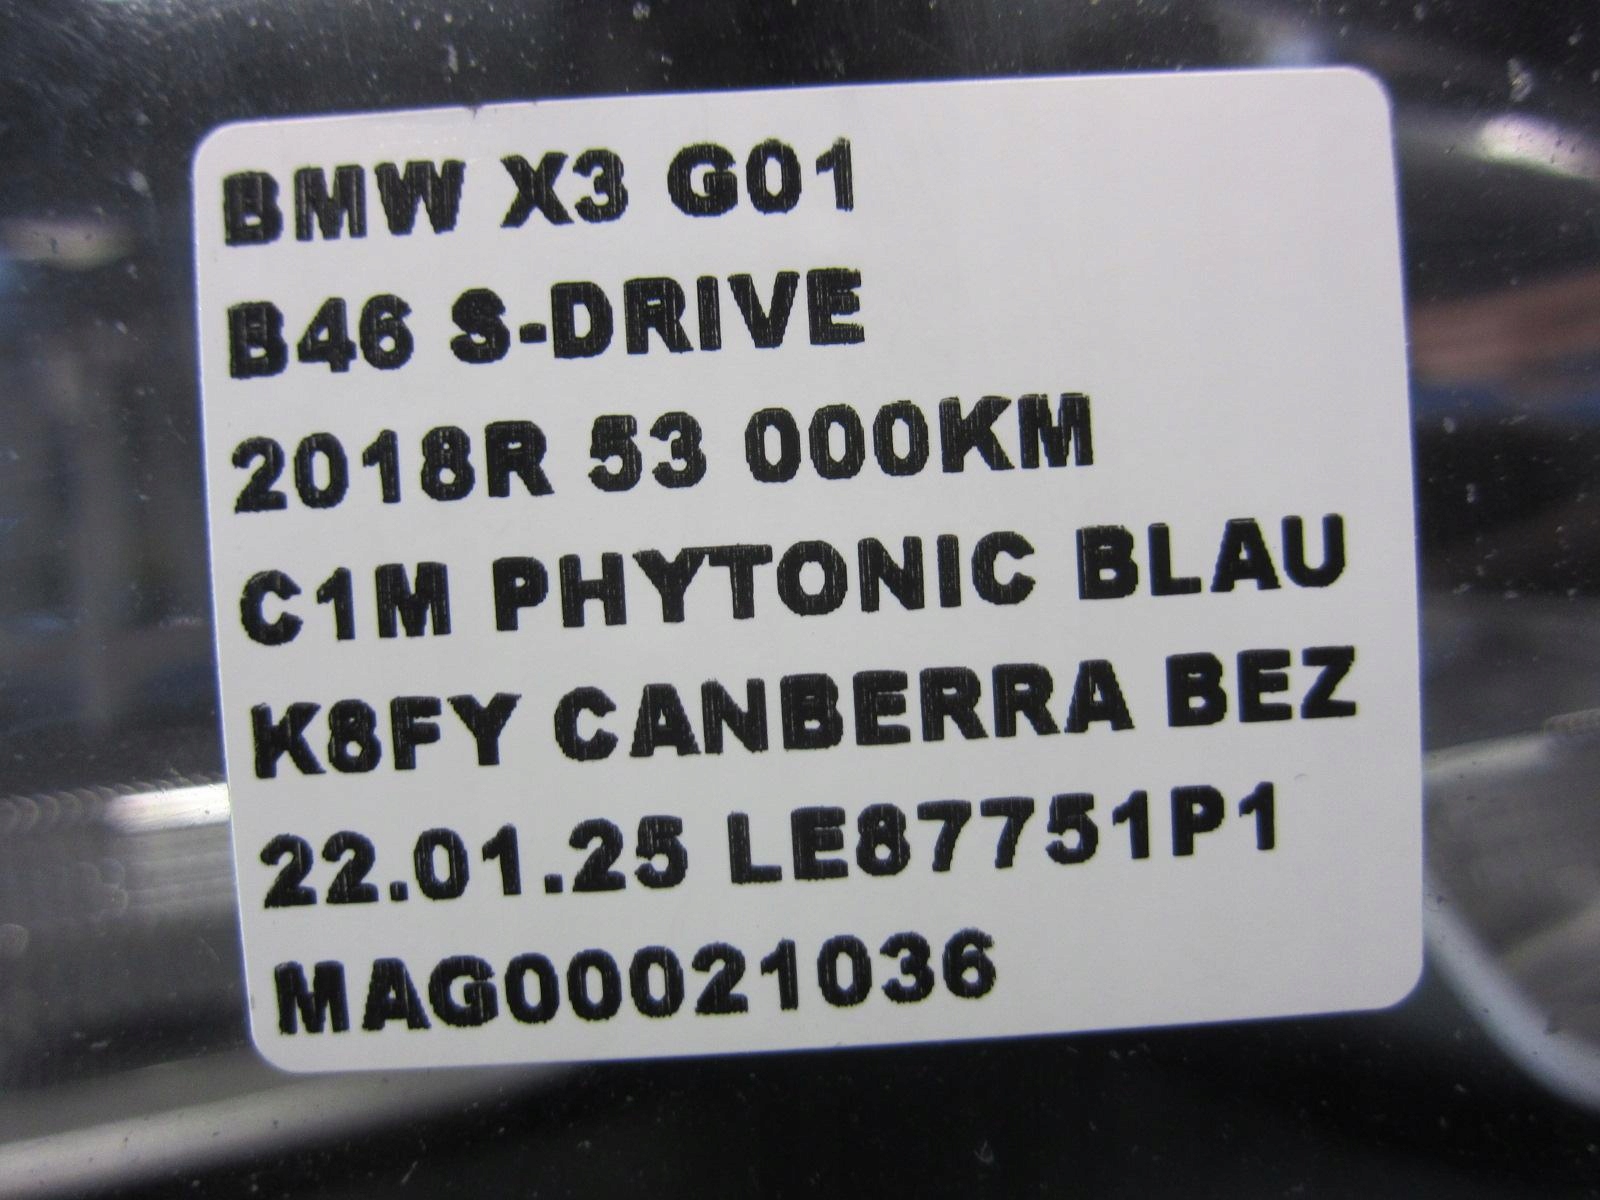 BMW X3 G01
B46 S-DRIVE
2018R 53 000KM
C1M PHYTONIC BLAU
K8FY CANBERRA BEZ
22.01.25 LE87751P1
MAG00021036